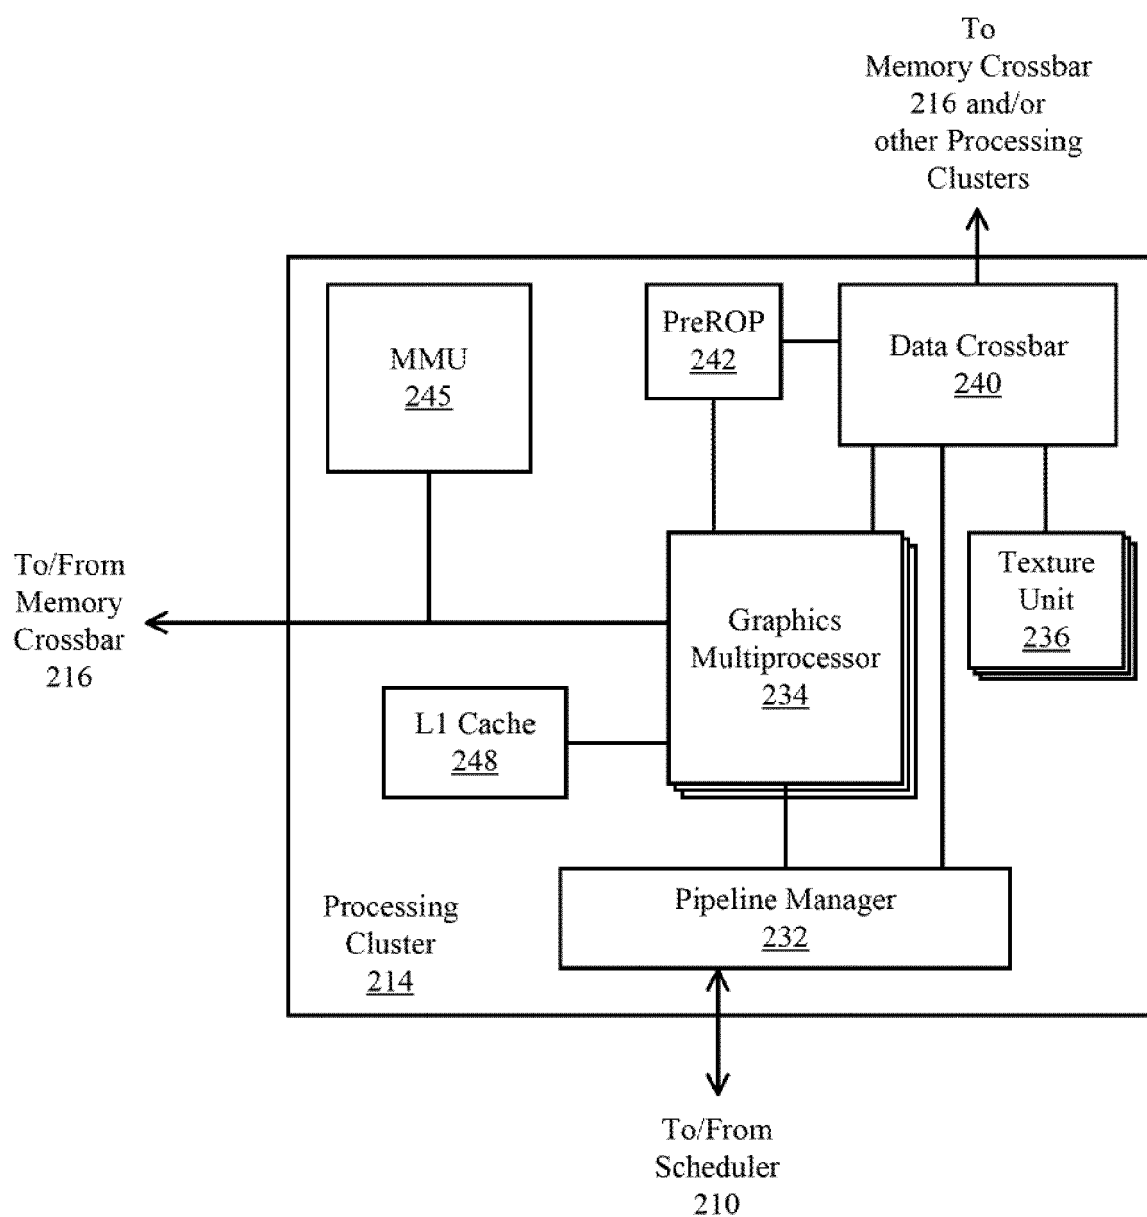 To
Memory Crossbar
216 and/or
other Processing
Clusters
MMU
245
PreROP
242
Data Crossbar
240
To/From
Memory
Crossbar
216
Graphics
Multiprocessor
234
Texture
Unit
236
L1 Cache
248
Pipeline Manager
232
Processing
Cluster
214
To/From
Scheduler
210